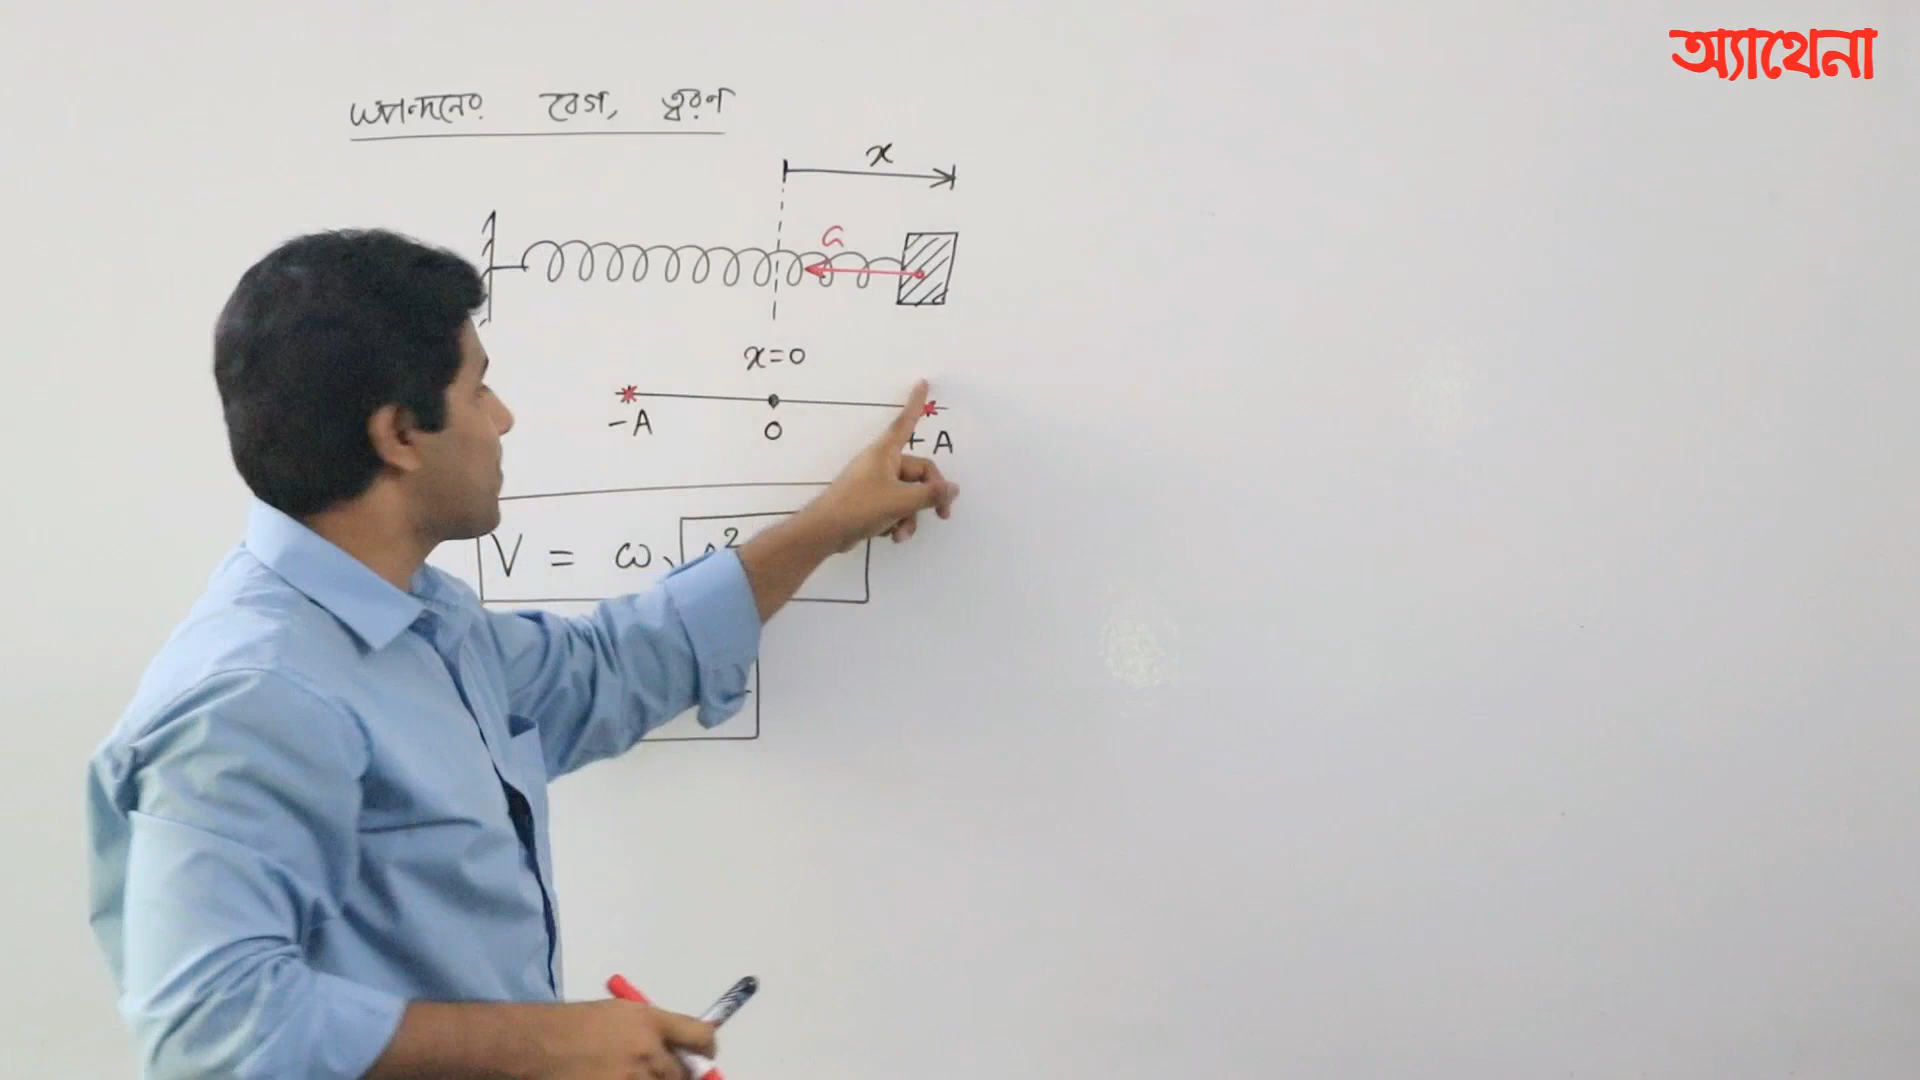 অ্যাথেনা
স্পন্দনের বেগ, ত্বরণ
x
a
x=0
-A 0 +A
V = ω√